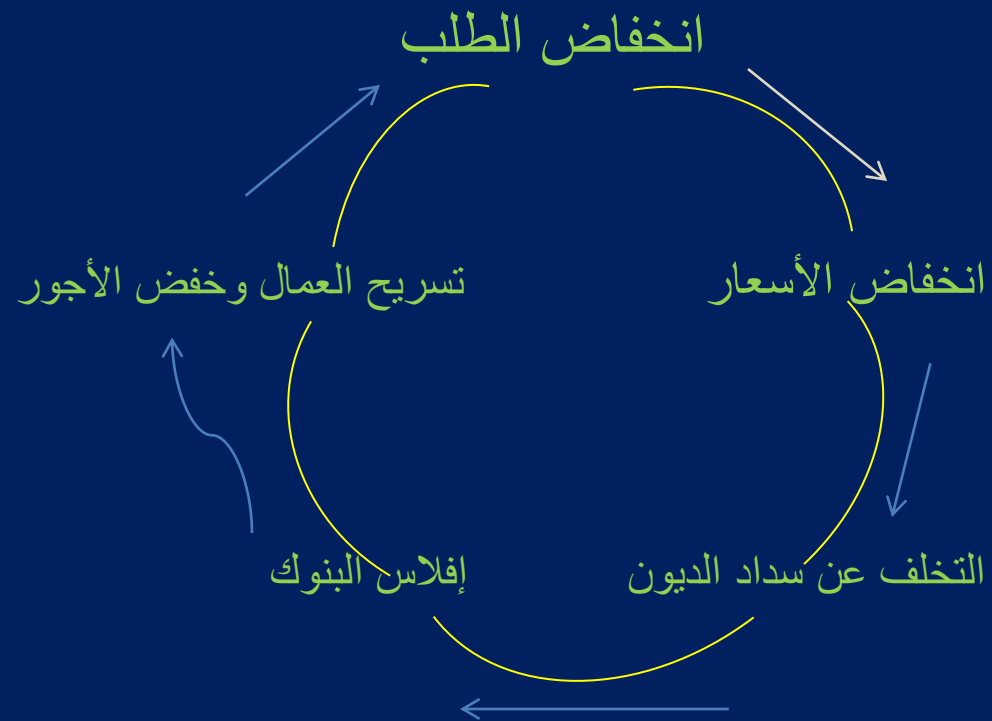 انخفاض الطلب
انخفاض الأسعار
تسريح العمال وخفض الأجور
التخلف عن سداد الديون
إفلاس البنوك